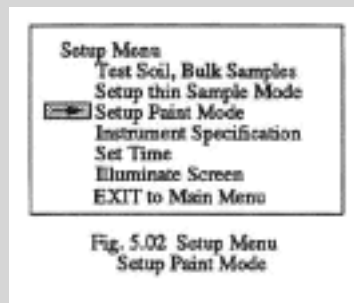 Setup Menu
Test Soil, Bulk Samples
Setup thin Sample Mode
Setup Paint Mode
Instrument Specification
Set Time
Illuminate Screen
EXIT to Main Menu
Fig. 5.02 Setup Menu
Setup Paint Mode